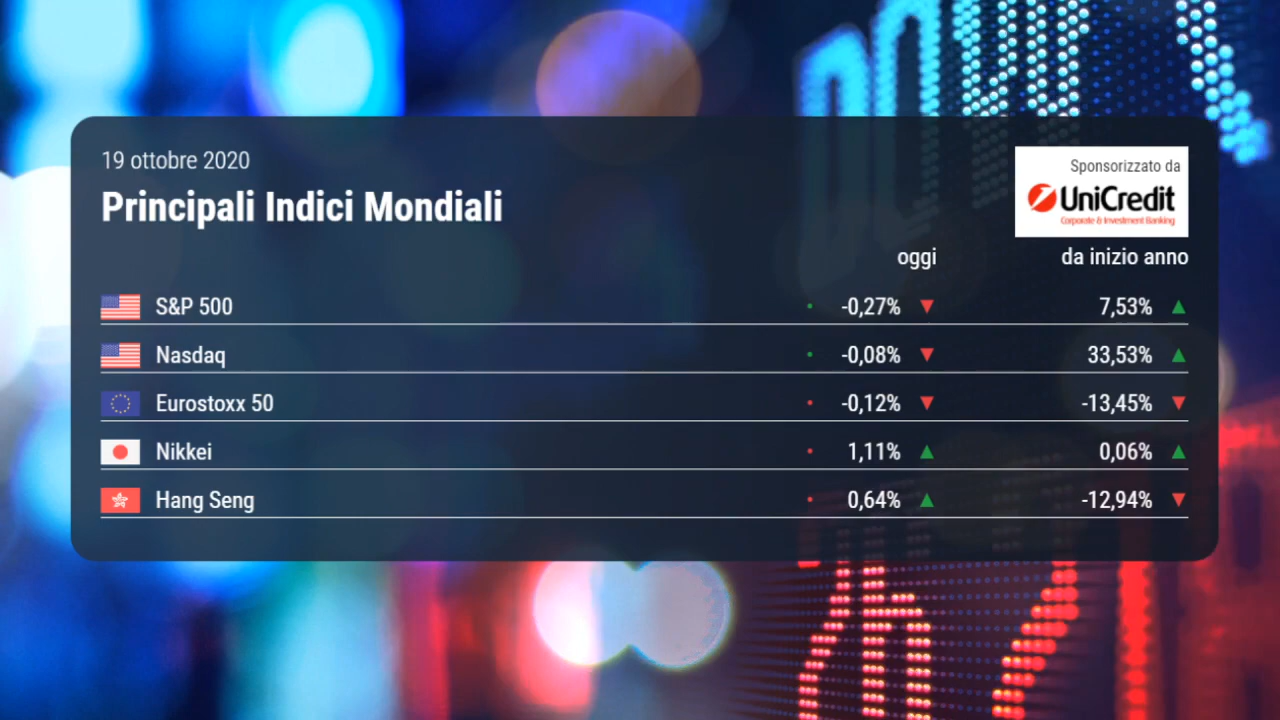 19 ottobre 2020
Principali Indici Mondiali
Sponsorizzato da
UniCredit
Corporate & Investment Banking
oggi da inizio anno
S&P 500 -0,27% 7,53%
Nasdaq -0,08% 33,53%
Eurostoxx 50 -0,12% -13,45%
Nikkei 1,11% 0,06%
Hang Seng 0,64% -12,94%